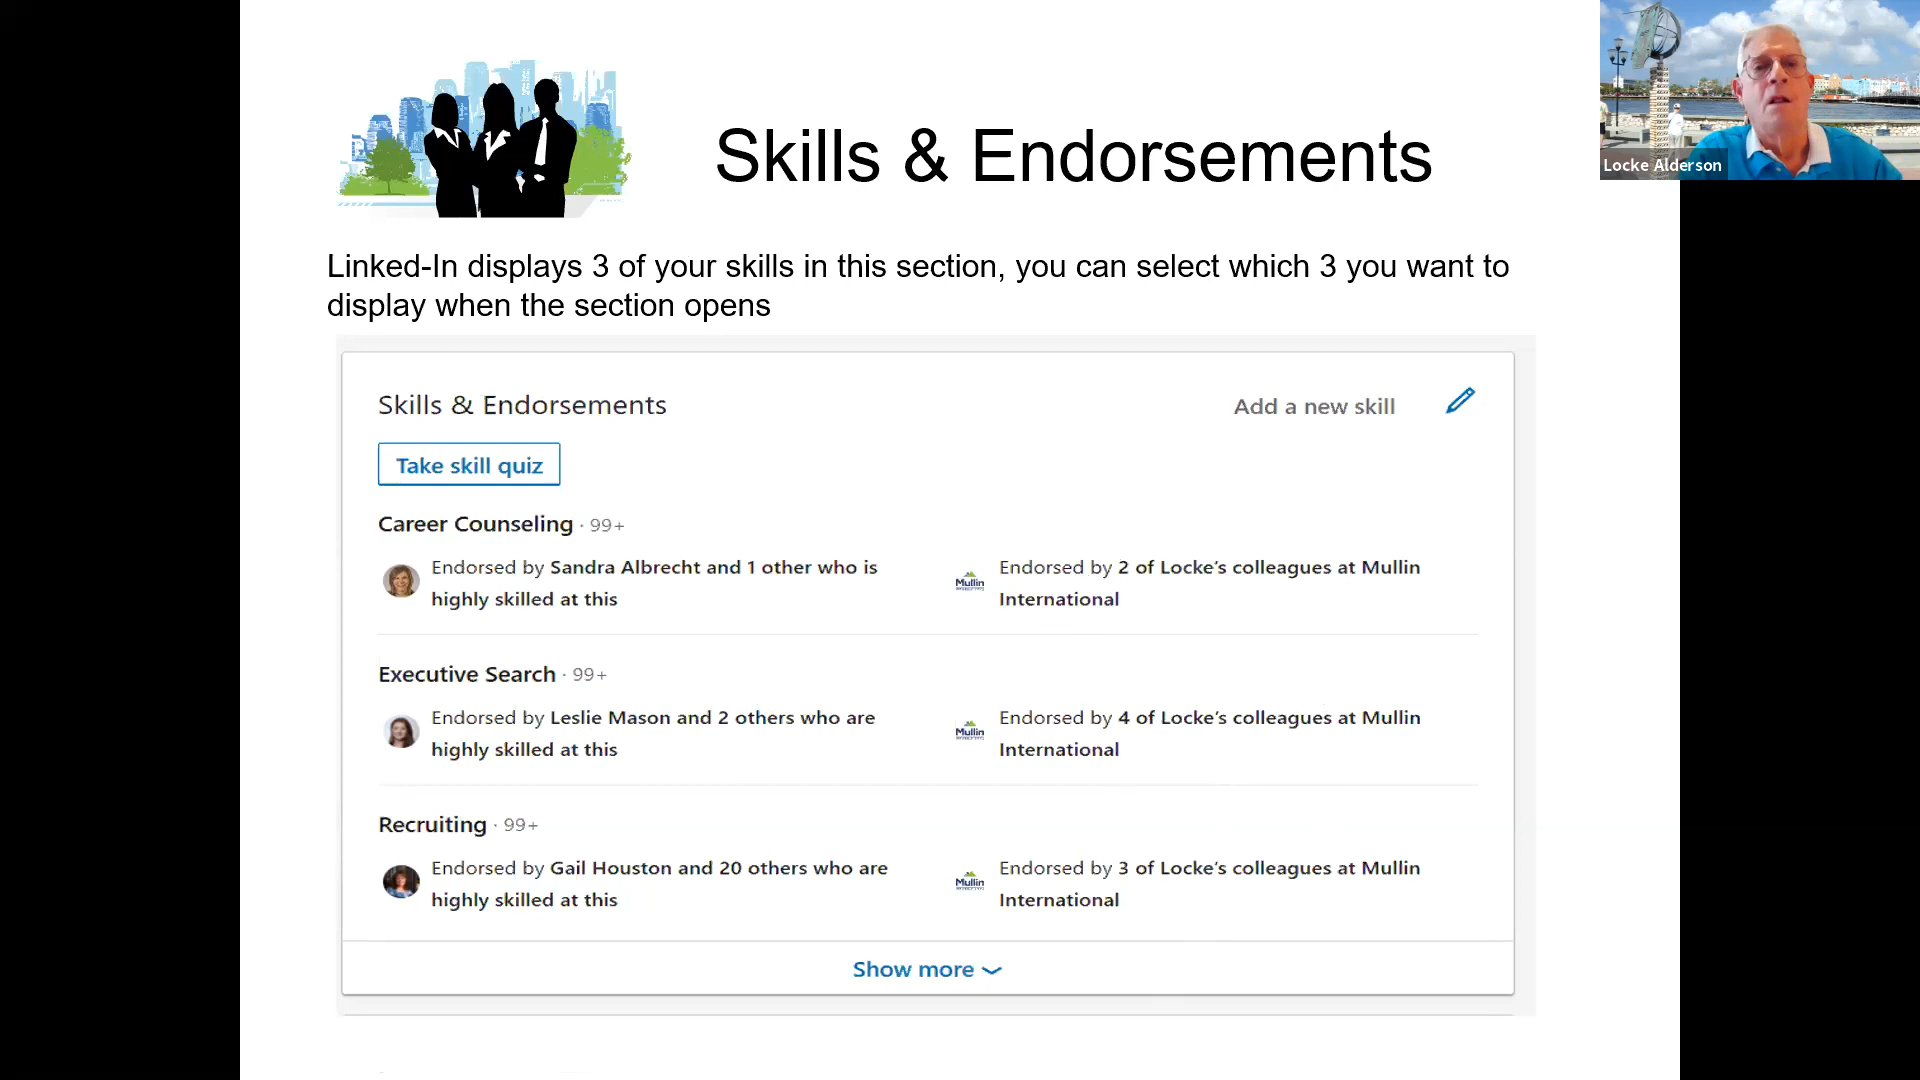 Skills & Endorsements
Locke Alderson
Linked-In displays 3 of your skills in this section, you can select which 3 you want to
display when the section opens
Skills & Endorsements
Add a new skill
Take skill quiz
Career Counseling · 99+
Endorsed by Sandra Albrecht and 1 other who is
highly skilled at this
Mullin
Endorsed by 2 of Locke's colleagues at Mullin
International
Executive Search · 99+
Endorsed by Leslie Mason and 2 others who are
highly skilled at this
Mullin
Endorsed by 4 of Locke's colleagues at Mullin
International
Recruiting · 99+
Endorsed by Gail Houston and 20 others who are
highly skilled at this
Mullin
Endorsed by 3 of Locke's colleagues at Mullin
International
Show more